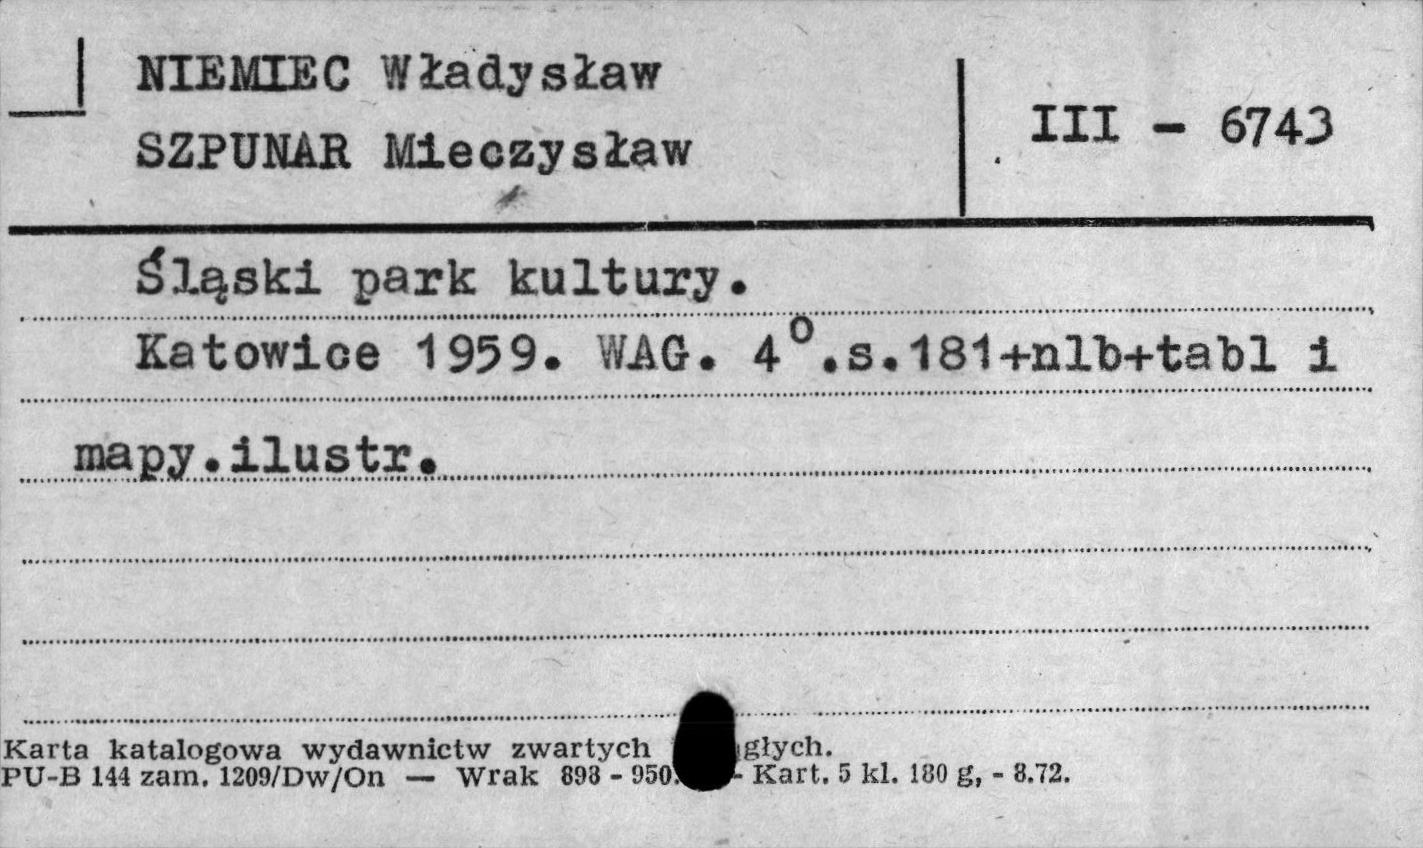 NIEMIEC Władysław
SZPUNAR Mieczysław
III - 6743
Śląski park kultury.
Katowice 1959. WAG. 4°.s.181+nlb+tabl i
mapy.ilustr.
Karta katalogowa wydawnictw zwartych głych.
PU-B 144 zam. 1209/Dw/On — Wrak 898 - 950. - Kart. 5 kl. 180 g, - 8.72.